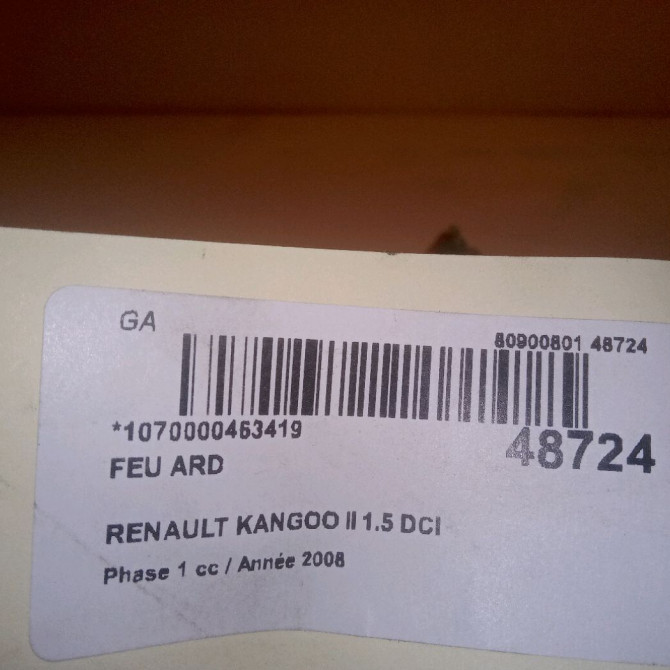 GA
80900801 48724
*1070000463419
48724
FEU ARD
RENAULT KANGOO II 1.5 DCI
Phase 1 cc / Année 2008